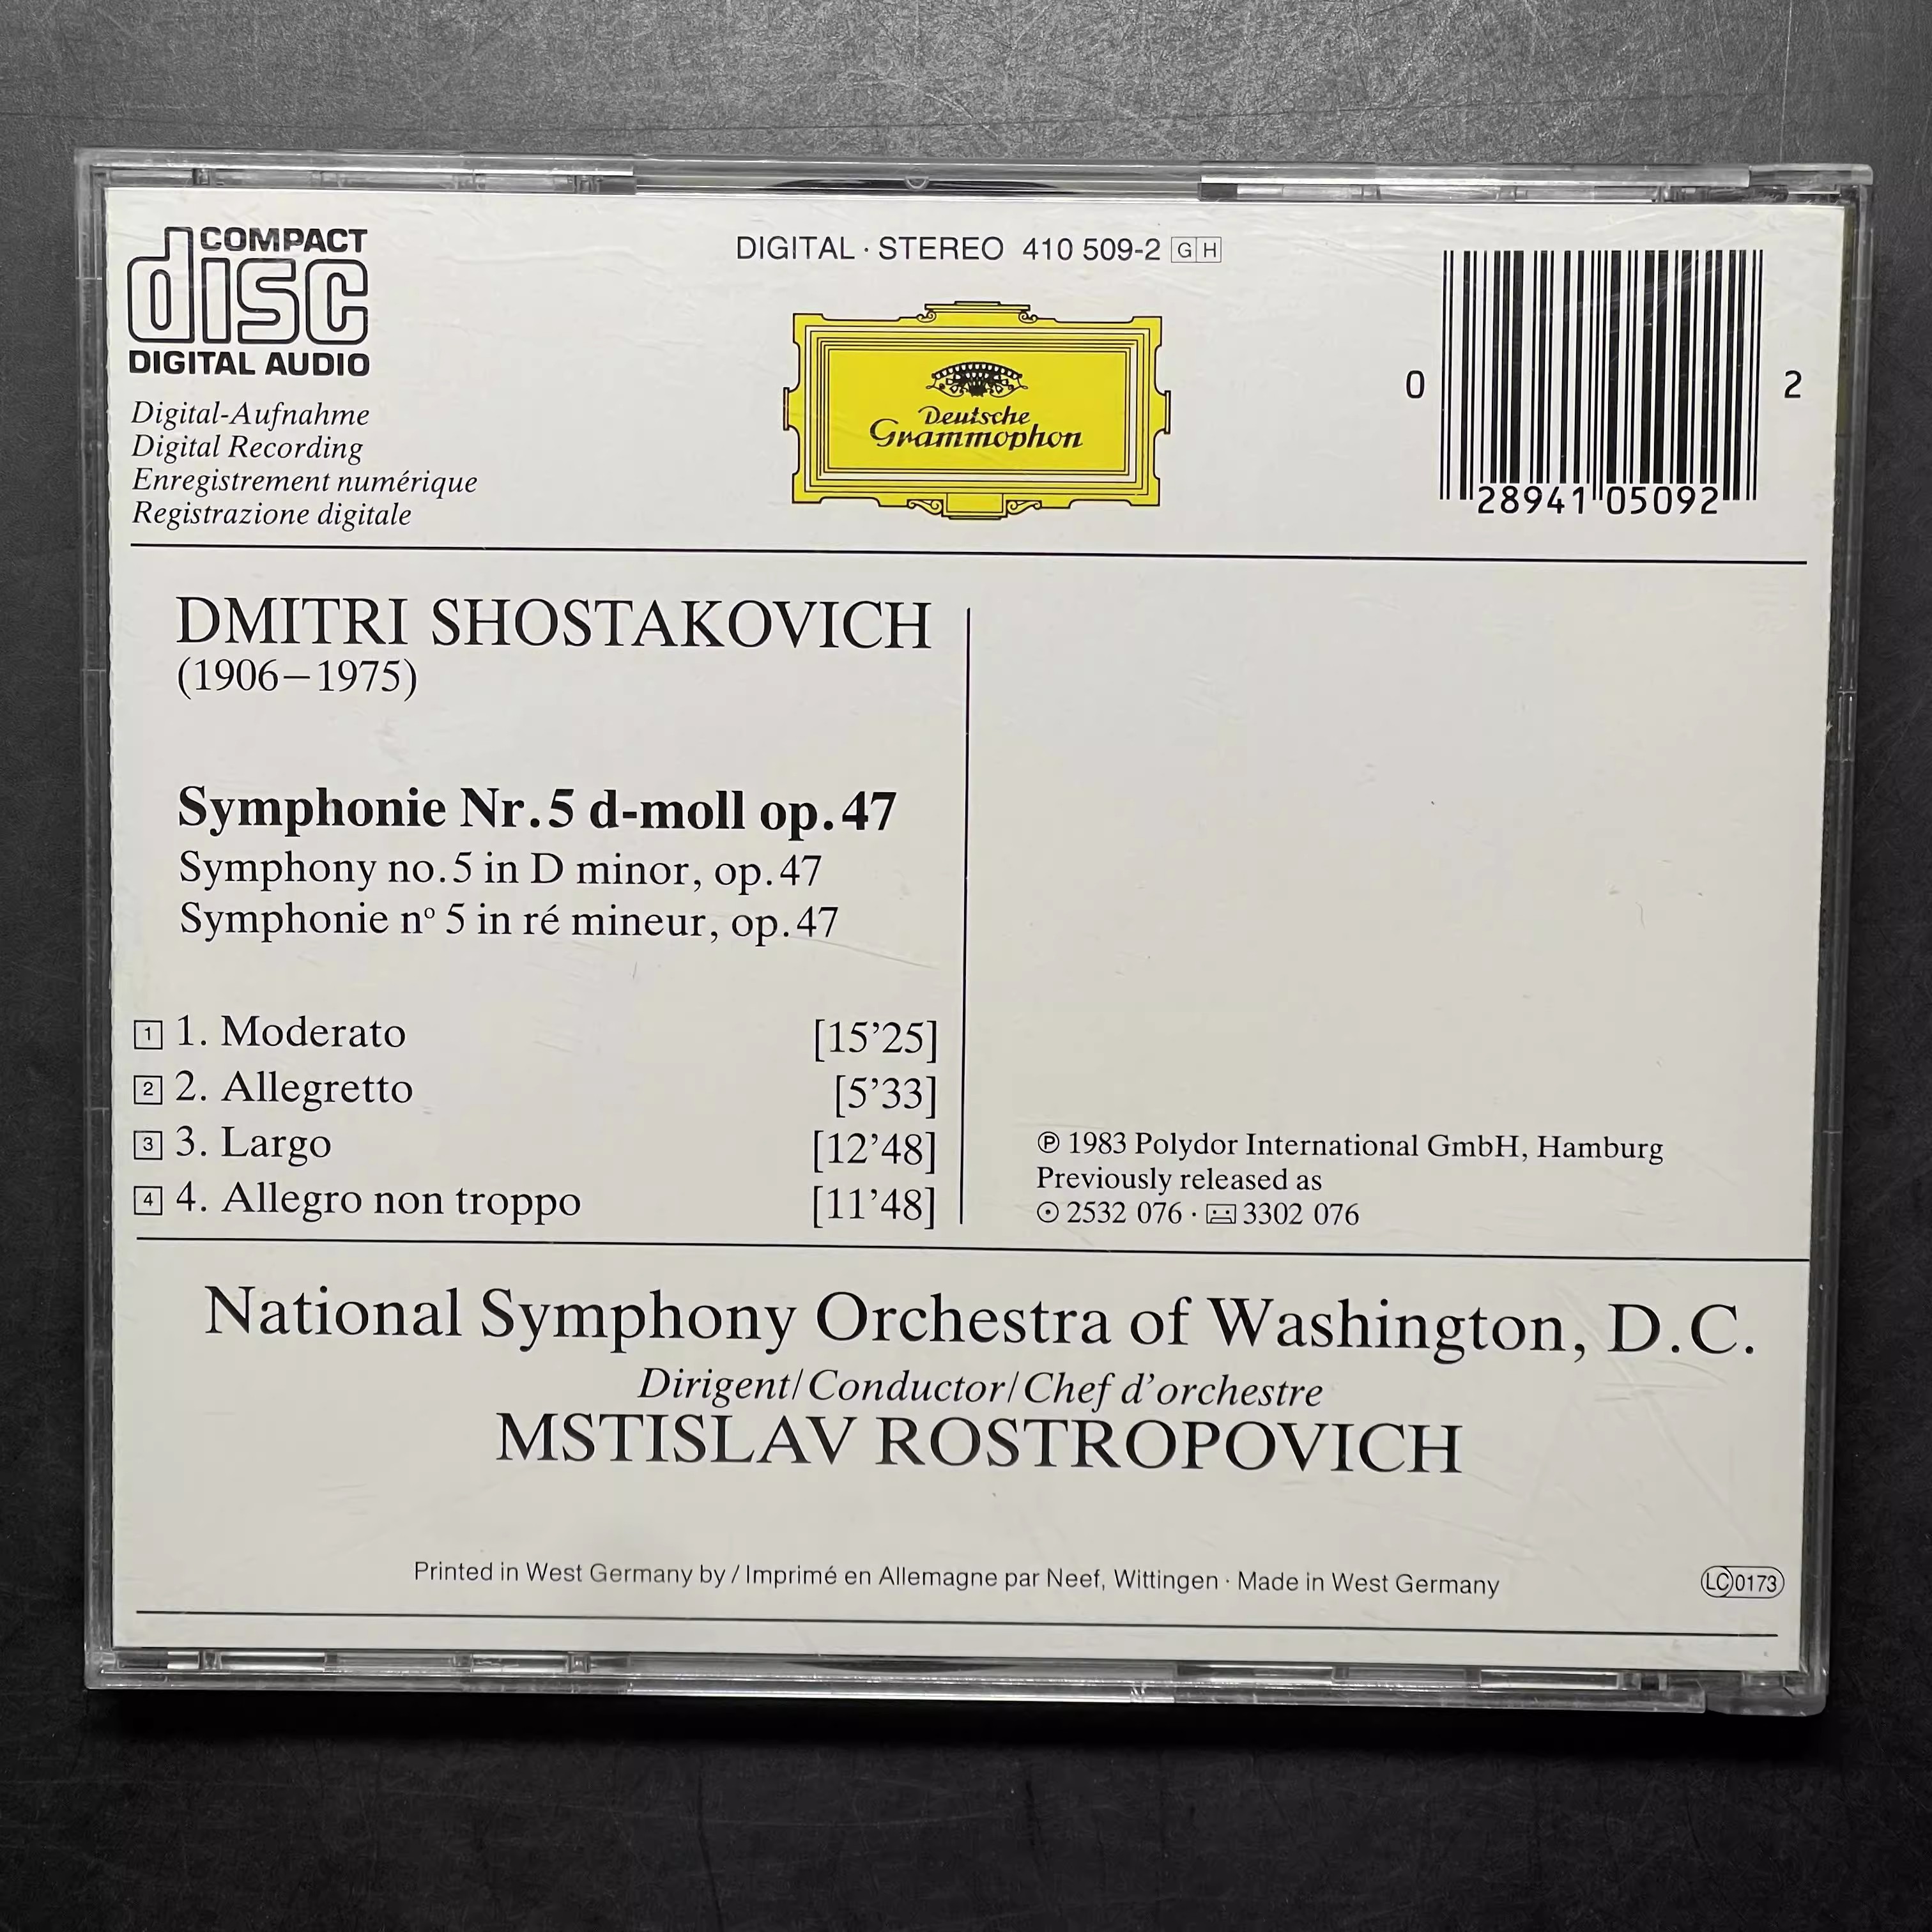 COMPACT
disc
DIGITAL AUDIO
Digital-Aufnahme
Digital Recording
Enregistrement numérique
Registrazione digitale
DIGITAL · STEREO 410 509-2 GH
Deutsche
Grammophon
0 28941 05092 2
DMITRI SHOSTAKOVICH
(1906–1975)
Symphonie Nr. 5 d-moll op. 47
Symphony no. 5 in D minor, op. 47
Symphonie nº 5 in ré mineur, op. 47
1 1. Moderato [15’25]
2 2. Allegretto [5’33]
3 3. Largo [12’48]
4 4. Allegro non troppo [11’48]
℗ 1983 Polydor International GmbH, Hamburg
Previously released as
2532 076 · 3302 076
National Symphony Orchestra of Washington, D.C.
Dirigent/Conductor/Chef d’orchestre
MSTISLAV ROSTROPOVICH
Printed in West Germany by / Imprimé en Allemagne par Neef, Wittingen · Made in West Germany
LC 0173